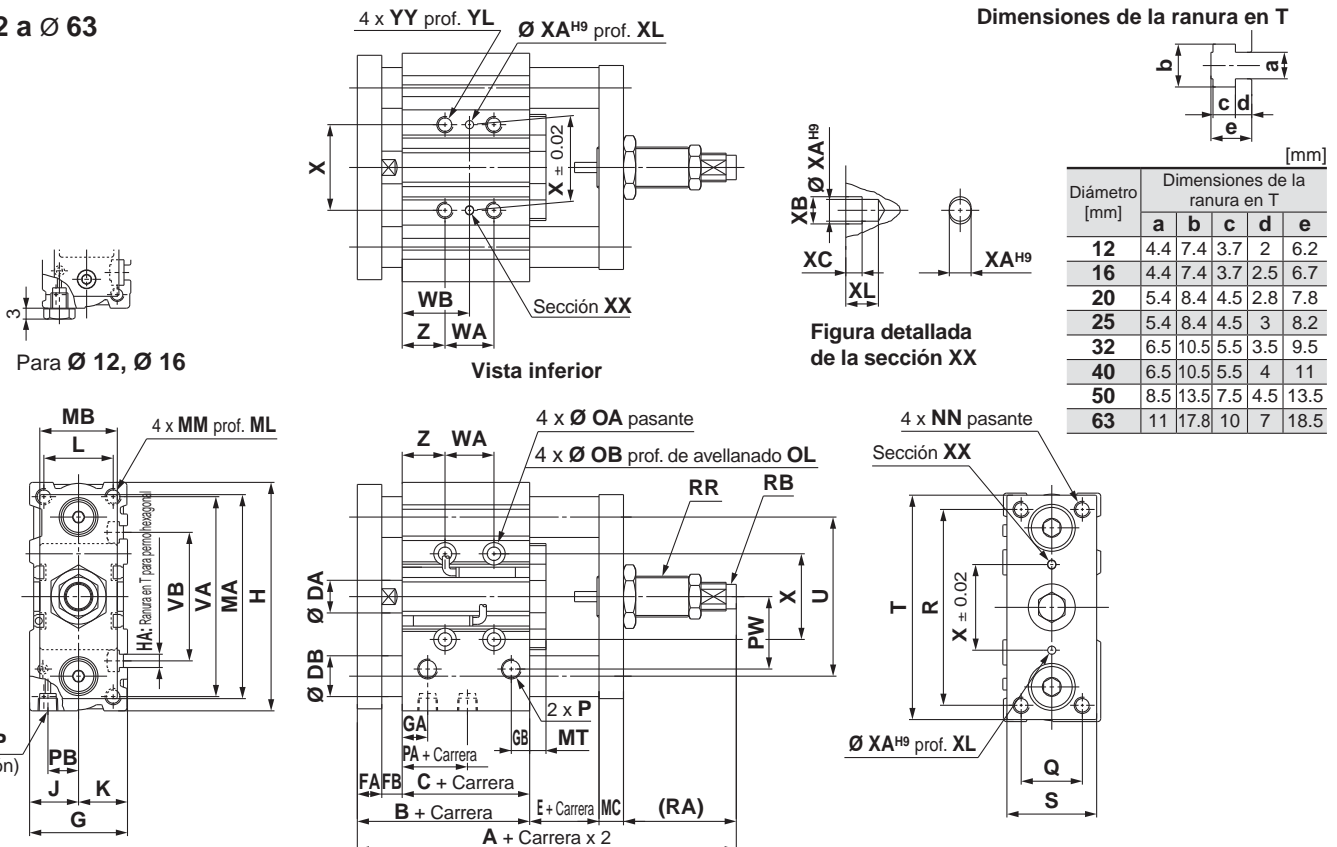 2 a Ø 63
4 x YY prof. YL
Ø XAH9 prof. XL
X
X ± 0.02
WB
Z
WA
Sección XX
Vista inferior
3
Para Ø 12, Ø 16
Ø XAH9
XB
XC
XL
XAH9
Figura detallada
de la sección XX
Dimensiones de la ranura en T
b
a
c
d
e
[mm]
Diámetro [mm] Dimensiones de la ranura en T
a b c d e
12 4.4 7.4 3.7 2 6.2
16 4.4 7.4 3.7 2.5 6.7
20 5.4 8.4 4.5 2.8 7.8
25 5.4 8.4 4.5 3 8.2
32 6.5 10.5 5.5 3.5 9.5
40 6.5 10.5 5.5 4 11
50 8.5 13.5 7.5 4.5 13.5
63 11 17.8 10 7 18.5
MB
L
4 x MM prof. ML
HA: Ranura en T para perno hexagonal
VB
VA
MA
H
PB
J
K
G
Z
WA
4 x Ø OA pasante
4 x Ø OB prof. de avellanado OL
RR
RB
Ø DA
Ø DB
X
U
PW
2 x P
GA
GB
MT
PA + Carrera
FA
FB
C + Carrera
B + Carrera
E + Carrera
MC
(RA)
A + Carrera x 2
4 x NN pasante
Sección XX
T
R
X ± 0.02
Ø XAH9 prof. XL
Q
S